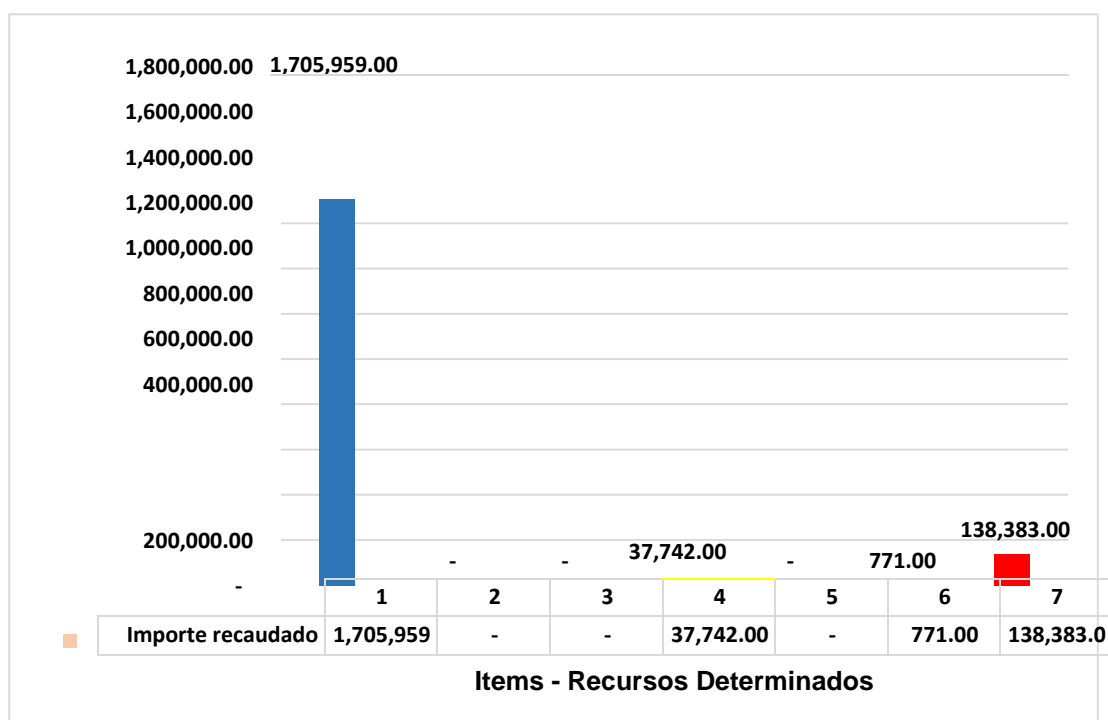 1,800,000.00 1,705,959.00
1,600,000.00
1,400,000.00
1,200,000.00
1,000,000.00
800,000.00
600,000.00
400,000.00
200,000.00 - - 37,742.00 - 771.00 138,383.00
-
1 2 3 4 5 6 7
Importe recaudado 1,705,959 - - 37,742.00 - 771.00 138,383.0
Items - Recursos Determinados